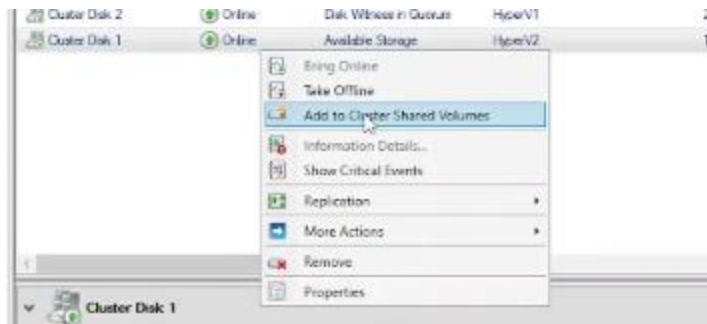 Cluster Disk 2 Online Disk Witness in Quorum HyperV1 2
Cluster Disk 1 Online Available Storage HyperV2 1
Bring Online
Take Offline
Add to Cluster Shared Volumes
Information Details...
Show Critical Events
Replication
More Actions
Remove
Properties
Cluster Disk 1